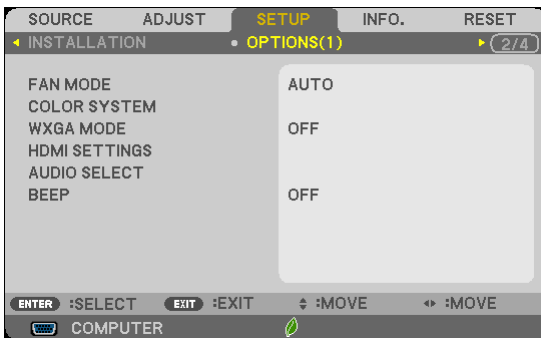 SOURCE ADJUST SETUP INFO. RESET
INSTALLATION OPTIONS(1) 2/4
FAN MODE AUTO
COLOR SYSTEM
WXGA MODE OFF
HDMI SETTINGS
AUDIO SELECT
BEEP OFF
ENTER :SELECT EXIT :EXIT :MOVE :MOVE
COMPUTER